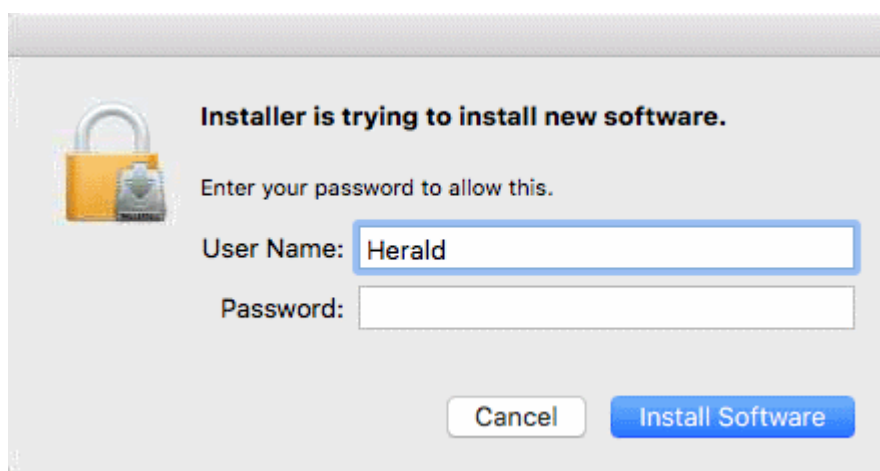 Installer is trying to install new software.
Enter your password to allow this.
User Name: Herald
Password:
Cancel Install Software